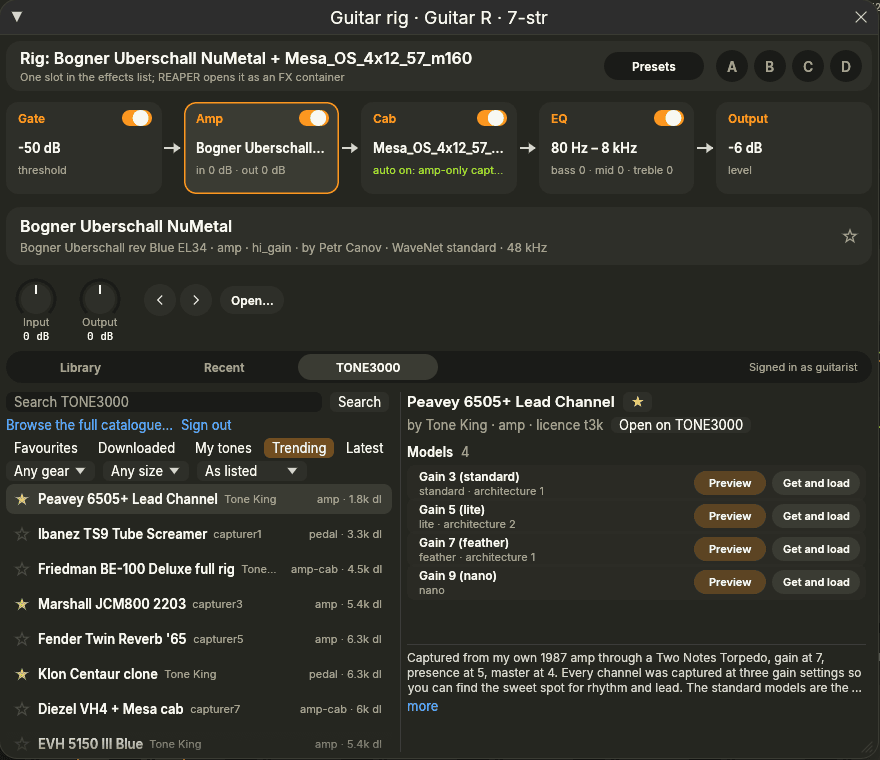 Guitar rig · Guitar R · 7-str
Rig: Bogner Uberschall NuMetal + Mesa_OS_4x12_57_m160
One slot in the effects list; REAPER opens it as an FX container
Presets
A B C D
Gate
-50 dB
threshold
Amp
Bogner Uberschall...
in 0 dB · out 0 dB
Cab
Mesa_OS_4x12_57_...
auto on: amp-only capt...
EQ
80 Hz – 8 kHz
bass 0 · mid 0 · treble 0
Output
-6 dB
level
Bogner Uberschall NuMetal
Bogner Uberschall rev Blue EL34 · amp · hi_gain · by Petr Canov · WaveNet standard · 48 kHz
Input
0 dB
Output
0 dB
Open...
Library Recent TONE3000 Signed in as guitarist
Search TONE3000 Search
Browse the full catalogue... Sign out
Favourites Downloaded My tones Trending Latest
Any gear Any size As listed
Peavey 6505+ Lead Channel Tone King amp · 1.8k dl
Ibanez TS9 Tube Screamer capturer1 pedal · 3.3k dl
Friedman BE-100 Deluxe full rig Tone... amp-cab · 4.5k dl
Marshall JCM800 2203 capturer3 amp · 5.4k dl
Fender Twin Reverb '65 capturer5 amp · 6.3k dl
Klon Centaur clone Tone King pedal · 6.3k dl
Diezel VH4 + Mesa cab capturer7 amp-cab · 6k dl
EVH 5150 III Blue Tone King amp · 5.4k dl
Peavey 6505+ Lead Channel
by Tone King · amp · licence t3k Open on TONE3000
Models 4
Gain 3 (standard)
standard · architecture 1
Preview Get and load
Gain 5 (lite)
lite · architecture 2
Preview Get and load
Gain 7 (feather)
feather · architecture 1
Preview Get and load
Gain 9 (nano)
nano
Preview Get and load
Captured from my own 1987 amp through a Two Notes Torpedo, gain at 7,
presence at 5, master at 4. Every channel was captured at three gain settings so
you can find the sweet spot for rhythm and lead. The standard models are the ...
more